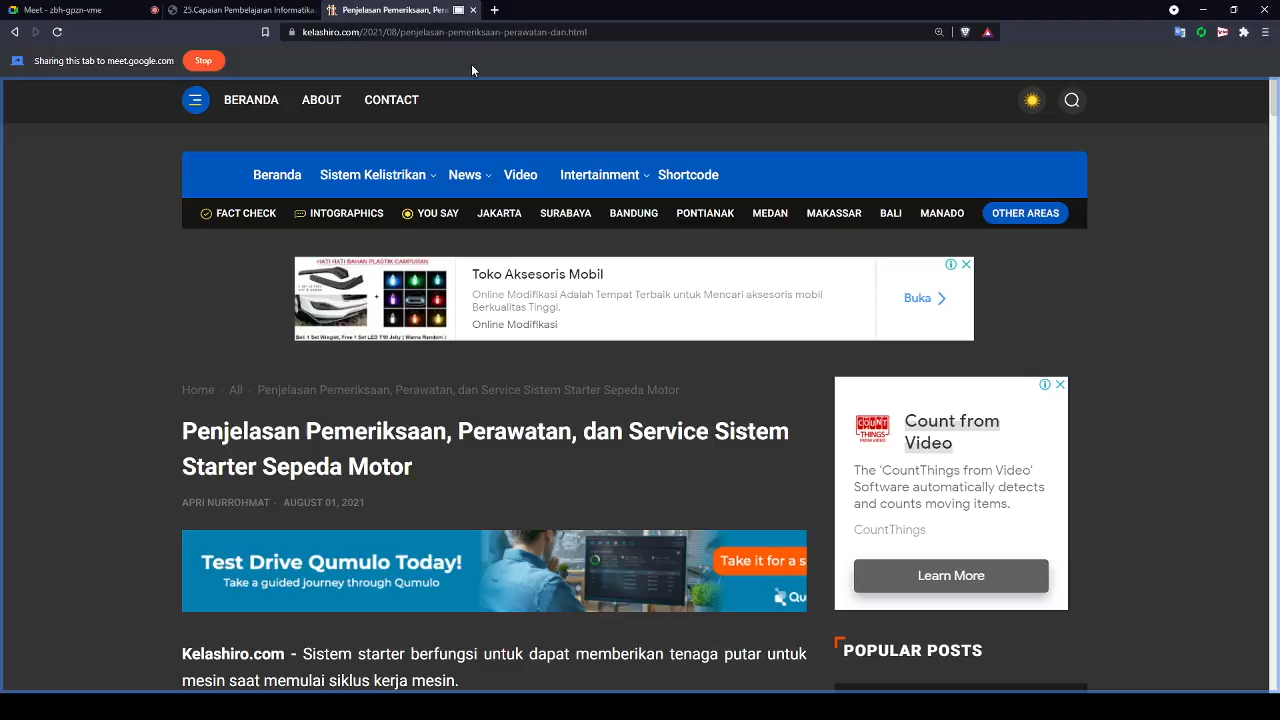 Meet - zbh-gpzn-vme
25.Capaian Pembelajaran Informatika.
Penjelasan Pemeriksaan, Pera
kelashiro.com/2021/08/penjelasan-pemeriksaan-perawatan-dan.html
Sharing this tab to meet.google.com
Stop
BERANDA ABOUT CONTACT
Beranda Sistem Kelistrikan News Video Intertainment Shortcode
FACT CHECK INTOGRAPHICS YOU SAY JAKARTA SURABAYA BANDUNG PONTIANAK MEDAN MAKASSAR BALI MANADO OTHER AREAS
HATI HATI BAHAN PLASTIK CAMPURAN
Beli 1 Set Winglet, Free 1 Set LED T10 Jelly ( Warna Random )
Toko Aksesoris Mobil
Online Modifikasi Adalah Tempat Terbaik untuk Mencari aksesoris mobil
Berkualitas Tinggi.
Online Modifikasi
Buka
Home All Penjelasan Pemeriksaan, Perawatan, dan Service Sistem Starter Sepeda Motor
Penjelasan Pemeriksaan, Perawatan, dan Service Sistem
Starter Sepeda Motor
APRI NURROHMAT - AUGUST 01, 2021
Test Drive Qumulo Today!
Take a guided journey through Qumulo
Take it for a s
Qu
Kelashiro.com - Sistem starter berfungsi untuk dapat memberikan tenaga putar untuk
mesin saat memulai siklus kerja mesin.
COUNT
THINGS
FROM VIDEO
Count from
Video
The 'CountThings from Video'
Software automatically detects
and counts moving items.
CountThings
Learn More
POPULAR POSTS